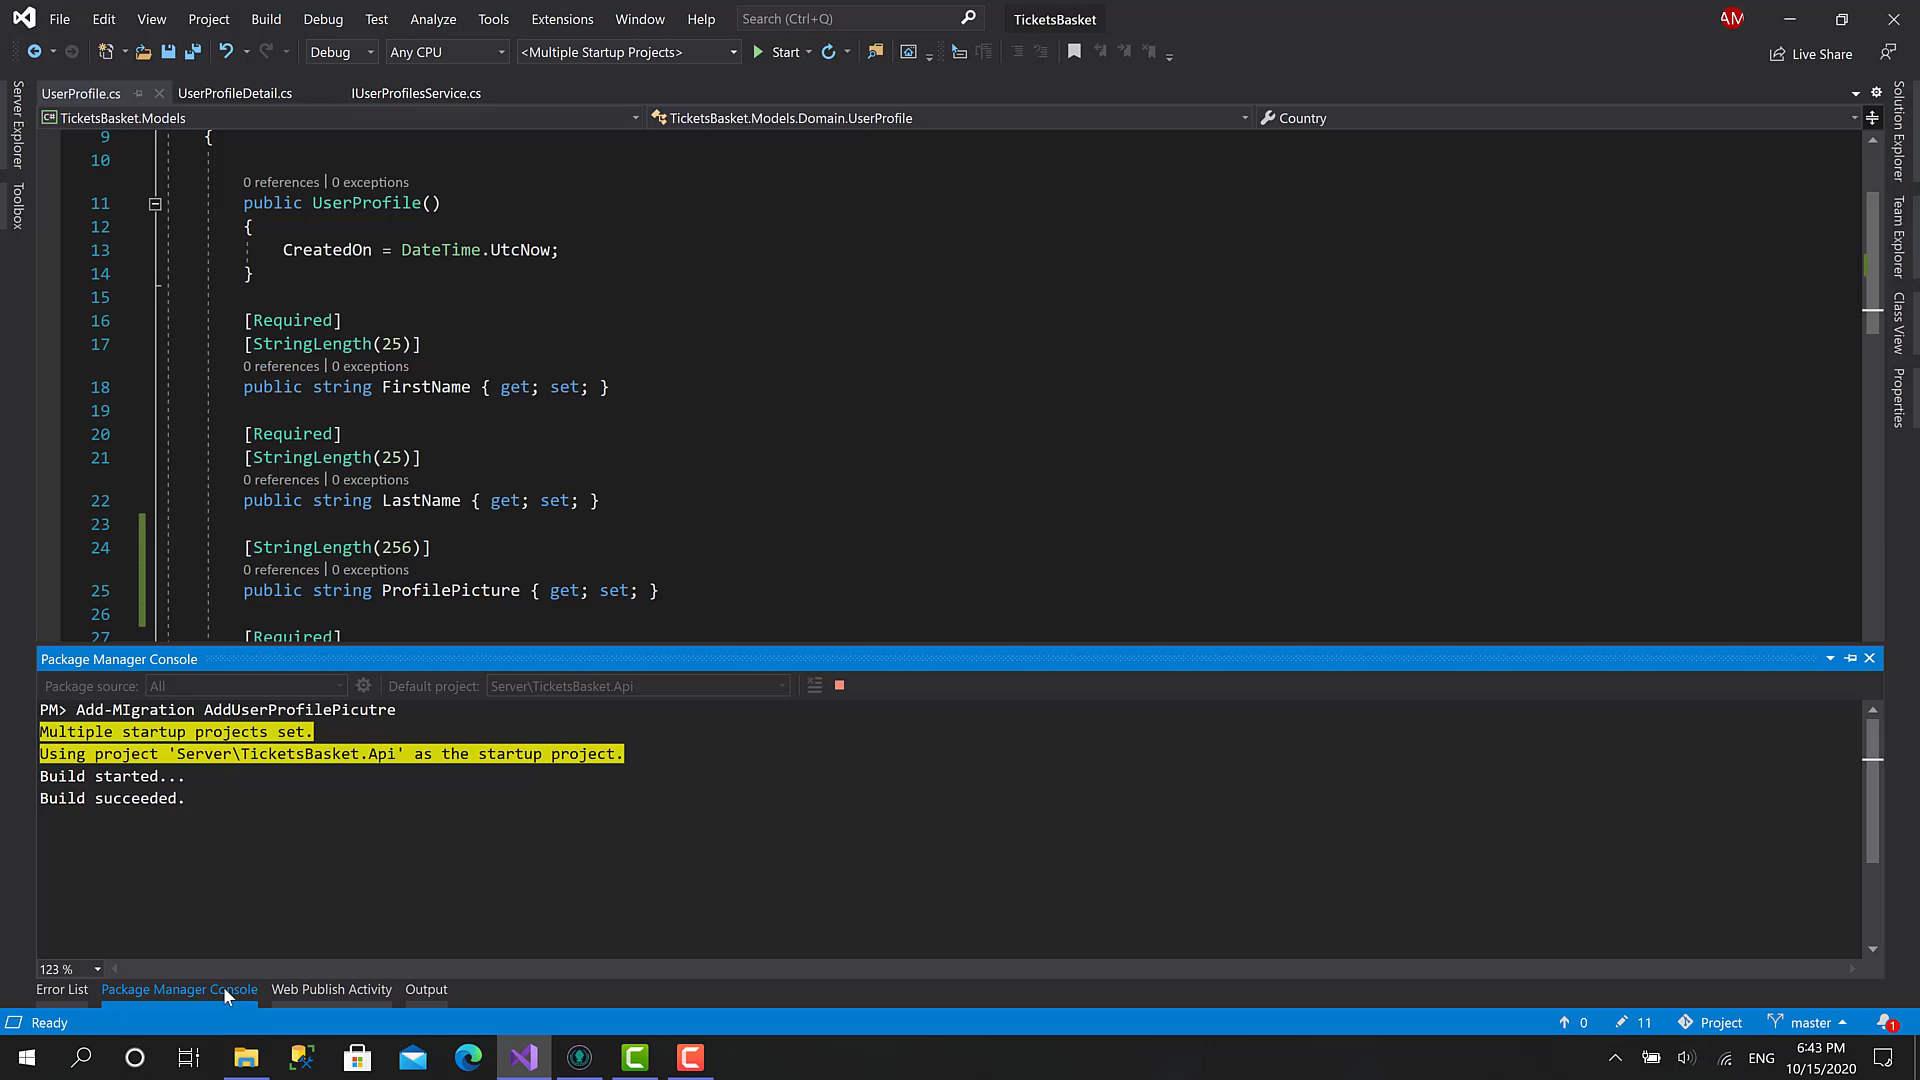 File Edit View Project Build Debug Test Analyze Tools Extensions Window Help Search (Ctrl+Q) TicketsBasket AM
Debug Any CPU <Multiple Startup Projects> Start Live Share
UserProfile.cs UserProfileDetail.cs IUserProfilesService.cs
C# TicketsBasket.Models TicketsBasket.Models.Domain.UserProfile Country
Server Explorer
Toolbox
Solution Explorer
Team Explorer
Class View
Properties
9 {
10
0 references | 0 exceptions
11 public UserProfile()
12 {
13 CreatedOn = DateTime.UtcNow;
14 }
15
16 [Required]
17 [StringLength(25)]
0 references | 0 exceptions
18 public string FirstName { get; set; }
19
20 [Required]
21 [StringLength(25)]
0 references | 0 exceptions
22 public string LastName { get; set; }
23
24 [StringLength(256)]
0 references | 0 exceptions
25 public string ProfilePicture { get; set; }
26
27 [Required]
Package Manager Console
Package source: All Default project: Server\TicketsBasket.Api
PM> Add-MIgration AddUserProfilePicutre
Multiple startup projects set.
Using project 'Server\TicketsBasket.Api' as the startup project.
Build started...
Build succeeded.
123 %
Error List Package Manager Console Web Publish Activity Output
Ready 0 11 Project master 1
ENG 6:43 PM
10/15/2020